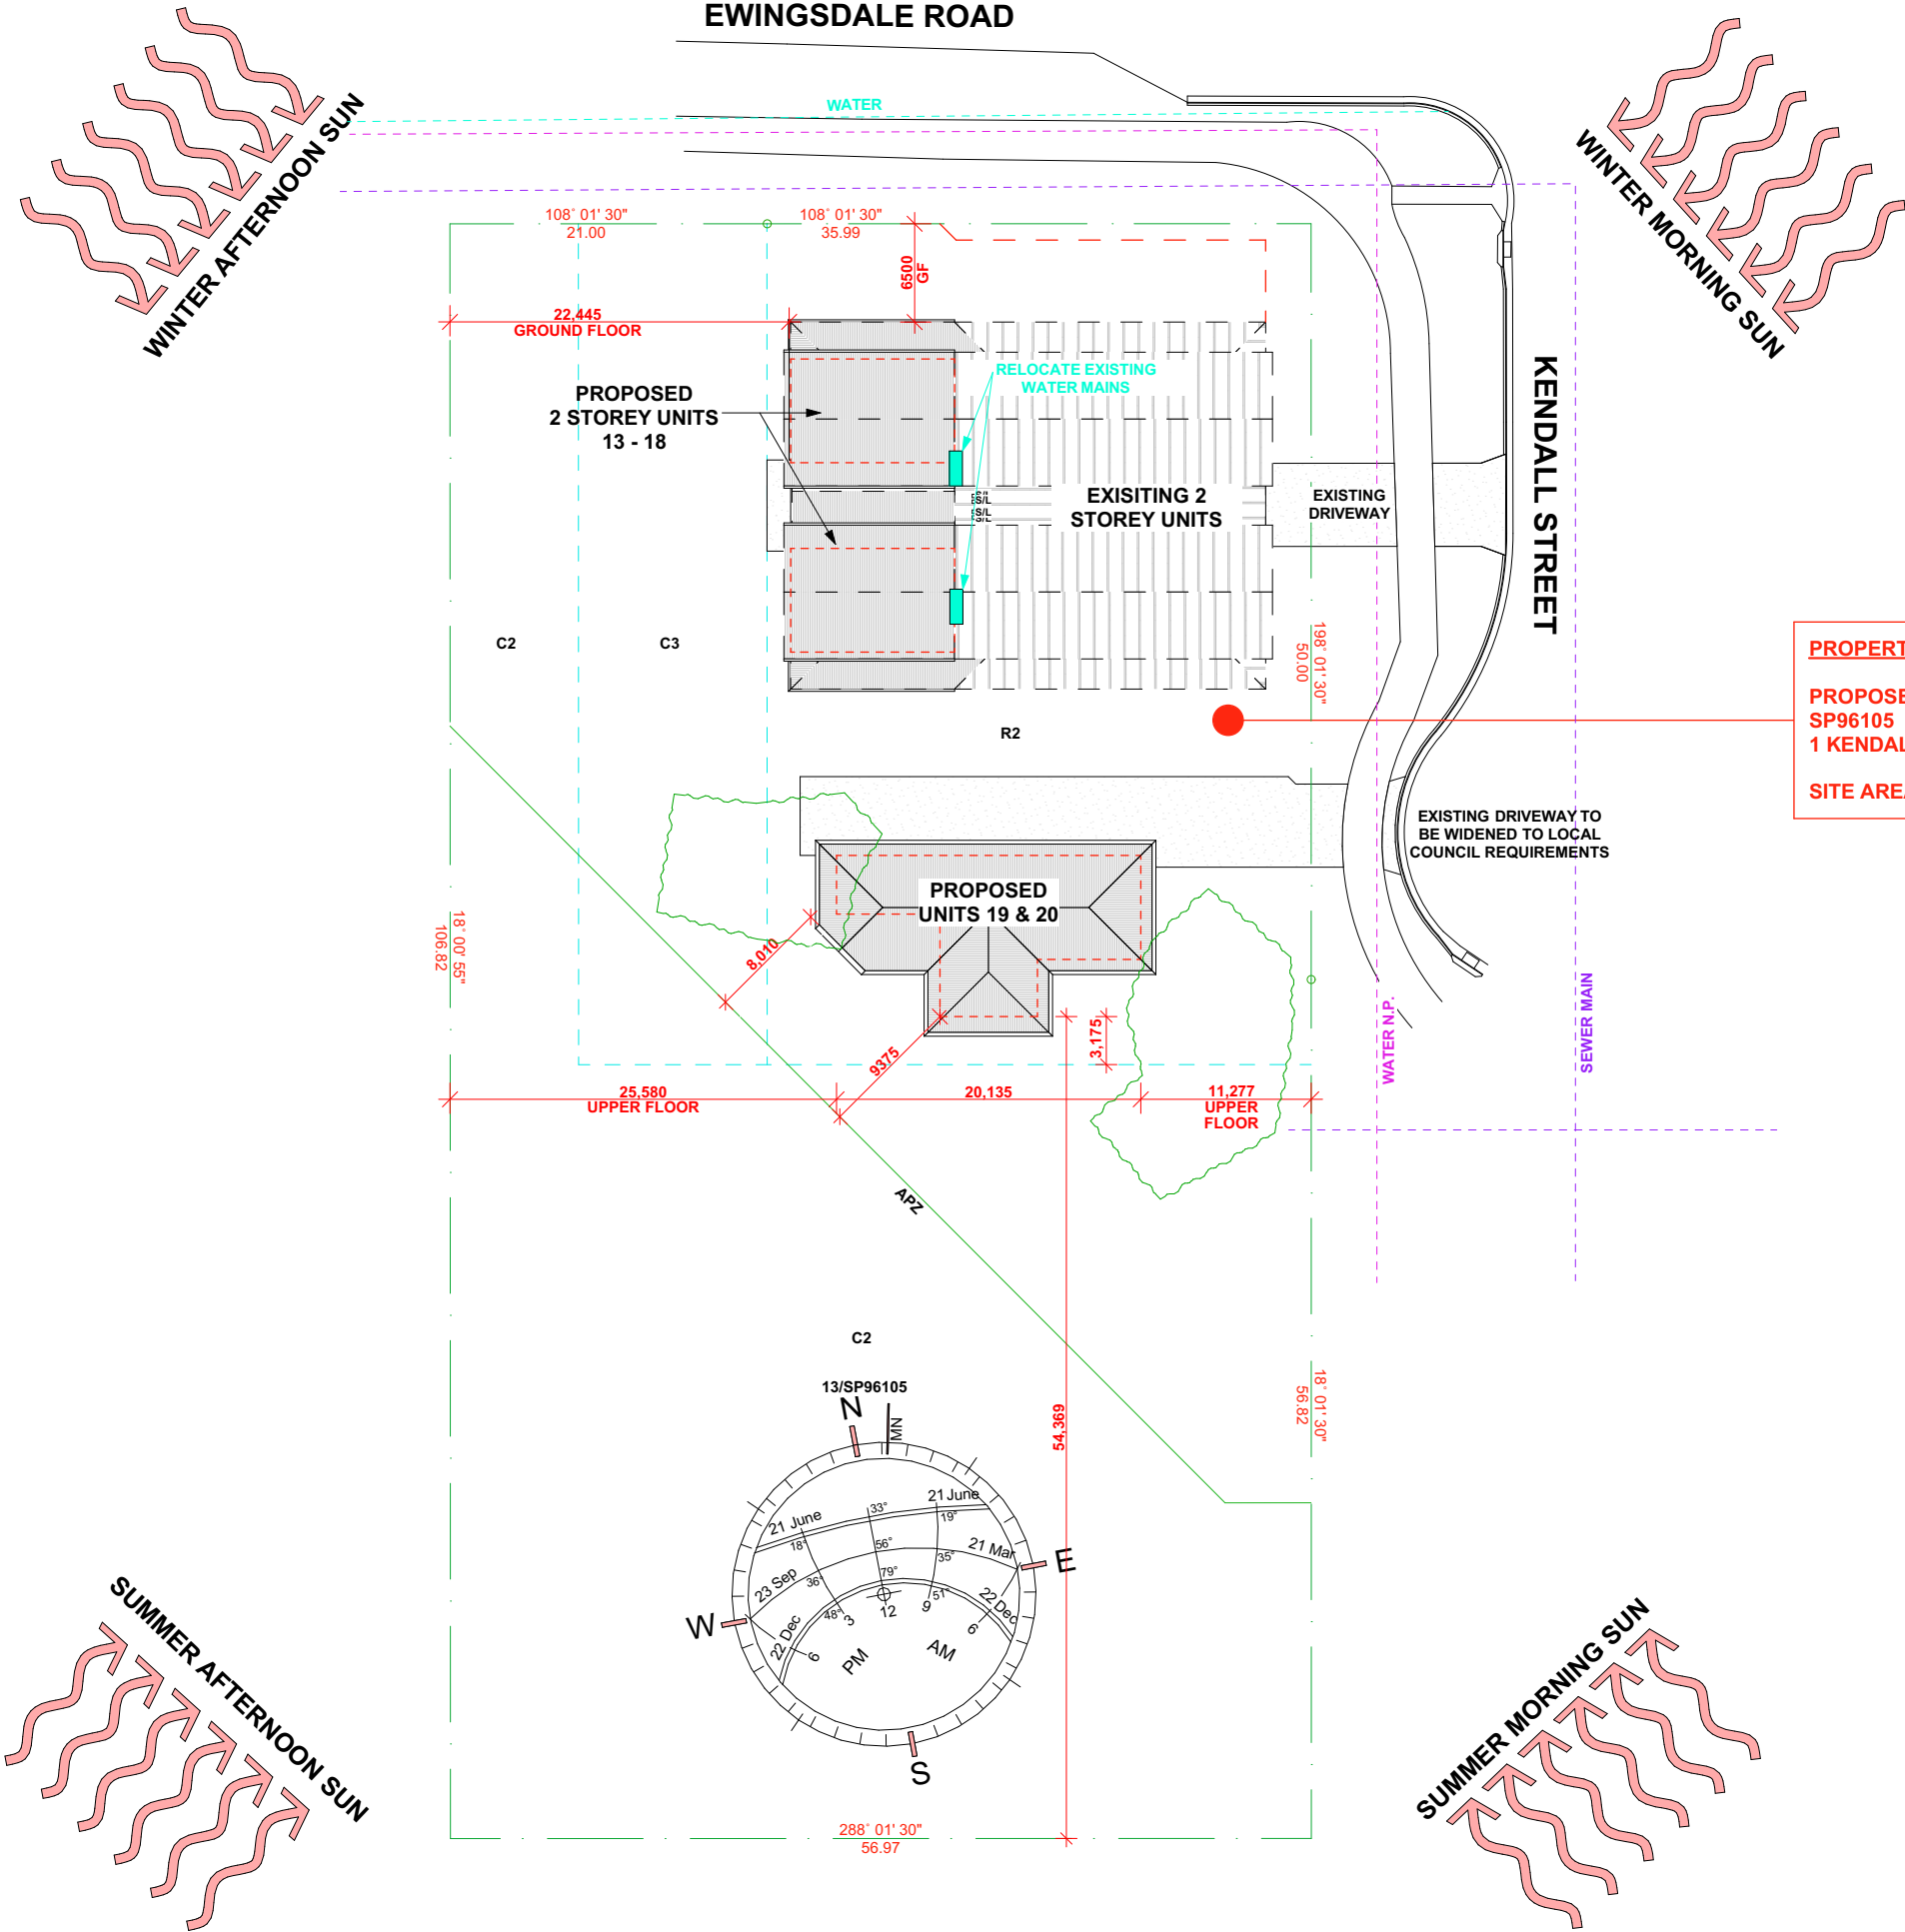 EWINGSDALE ROAD
WATER
WINTER AFTERNOON SUN
WINTER MORNING SUN
108° 01' 30"
21.00
108° 01' 30"
35.99
6500
GF
22,445
GROUND FLOOR
PROPOSED
2 STOREY UNITS
13 - 18
RELOCATE EXISTING
WATER MAINS
KENDALL STREET
S/L
S/L
EXISITING 2
STOREY UNITS
EXISTING
DRIVEWAY
C2
C3
198° 01' 30"
50.00
R2
PROPERT
PROPOSE
SP96105
1 KENDAL
SITE AREA
EXISTING DRIVEWAY TO
BE WIDENED TO LOCAL
COUNCIL REQUIREMENTS
PROPOSED
UNITS 19 & 20
18° 00' 55"
106.82
8,010
9375
3,175
WATER N.P.
SEWER MAIN
25,580
UPPER FLOOR
20,135
11,277
UPPER
FLOOR
APZ
C2
13/SP96105
N
MN
54,369
18° 01' 30"
56.82
21 June
33°
21 June
19°
18°
56°
21 Mar
35°
23 Sep
36°
79°
51°
22 Dec
E
W
22 Dec
48°
3
12
9
6
6
PM
AM
S
SUMMER AFTERNOON SUN
SUMMER MORNING SUN
288° 01' 30"
56.97